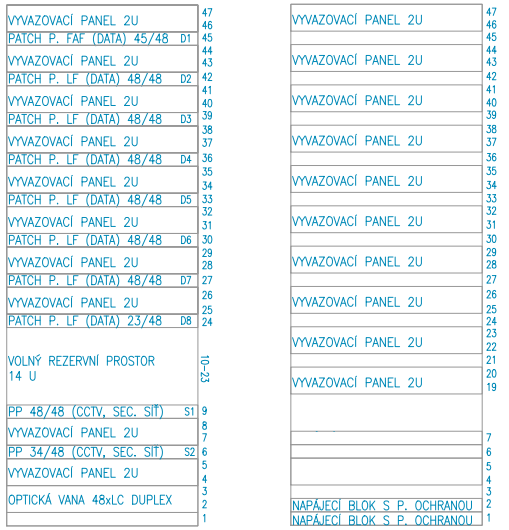 VYVAZOVACÍ PANEL 2U 47
46
PATCH P. FAF (DATA) 45/48 D1 45
44
VYVAZOVACÍ PANEL 2U 43
PATCH P. LF (DATA) 48/48 D2 42
41
VYVAZOVACÍ PANEL 2U 40
PATCH P. LF (DATA) 48/48 D3 39
38
VYVAZOVACÍ PANEL 2U 37
PATCH P. LF (DATA) 48/48 D4 36
35
VYVAZOVACÍ PANEL 2U 34
PATCH P. LF (DATA) 48/48 D5 33
32
VYVAZOVACÍ PANEL 2U 31
PATCH P. LF (DATA) 48/48 D6 30
29
VYVAZOVACÍ PANEL 2U 28
PATCH P. LF (DATA) 48/48 D7 27
26
VYVAZOVACÍ PANEL 2U 25
PATCH P. LF (DATA) 23/48 D8 24
VOLNÝ REZERVNÍ PROSTOR
14 U
10-23
PP 48/48 (CCTV, SEC. SÍŤ) S1 9
8
VYVAZOVACÍ PANEL 2U 7
PP 34/48 (CCTV, SEC. SÍŤ) S2 6
5
VYVAZOVACÍ PANEL 2U 4
3
OPTICKÁ VANA 48xLC DUPLEX 2
1
VYVAZOVACÍ PANEL 2U 47
46
45
44
VYVAZOVACÍ PANEL 2U 43
42
41
VYVAZOVACÍ PANEL 2U 40
39
38
VYVAZOVACÍ PANEL 2U 37
36
35
VYVAZOVACÍ PANEL 2U 34
33
32
VYVAZOVACÍ PANEL 2U 31
30
29
VYVAZOVACÍ PANEL 2U 28
27
26
VYVAZOVACÍ PANEL 2U 25
24
23
VYVAZOVACÍ PANEL 2U 22
21
20
VYVAZOVACÍ PANEL 2U 19
7
6
5
4
3
NAPÁJECÍ BLOK S P. OCHRANOU 2
NAPÁJECÍ BLOK S P. OCHRANOU 1